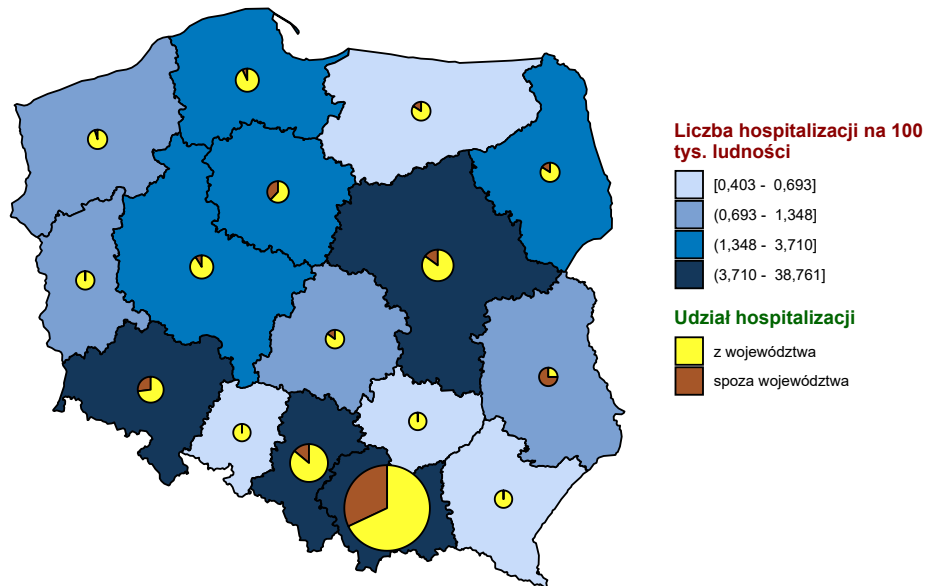 Liczba hospitalizacji na 100
tys. ludności
[0,403 - 0,693]
(0,693 - 1,348]
(1,348 - 3,710]
(3,710 - 38,761]
Udział hospitalizacji
z województwa
spoza województwa